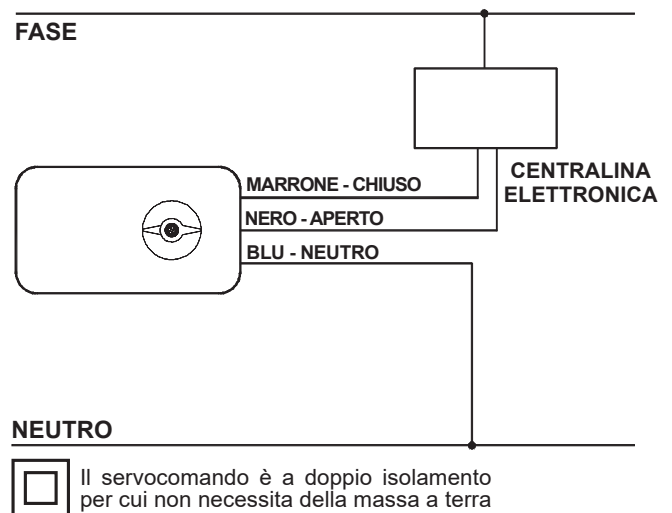 FASE
CENTRALINA
ELETTRONICA
MARRONE - CHIUSO
NERO - APERTO
BLU - NEUTRO
NEUTRO
Il servocomando è a doppio isolamento
per cui non necessita della massa a terra